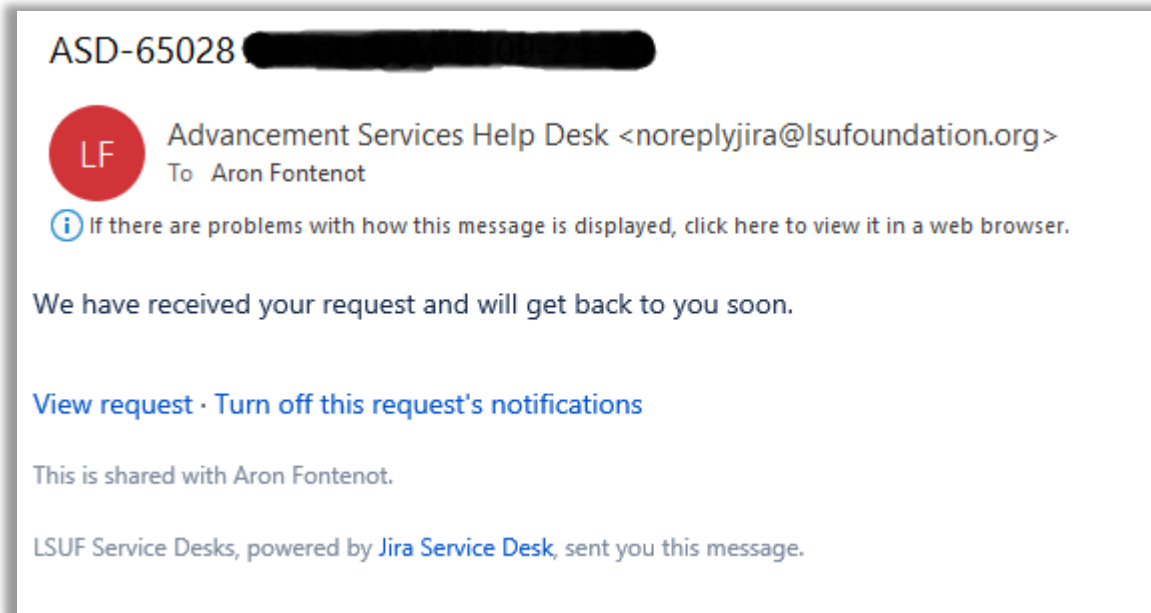 ASD-65028
LF
Advancement Services Help Desk <noreplyjira@lsufoundation.org>
To Aron Fontenot
i If there are problems with how this message is displayed, click here to view it in a web browser.
We have received your request and will get back to you soon.
View request · Turn off this request's notifications
This is shared with Aron Fontenot.
LSUF Service Desks, powered by Jira Service Desk, sent you this message.